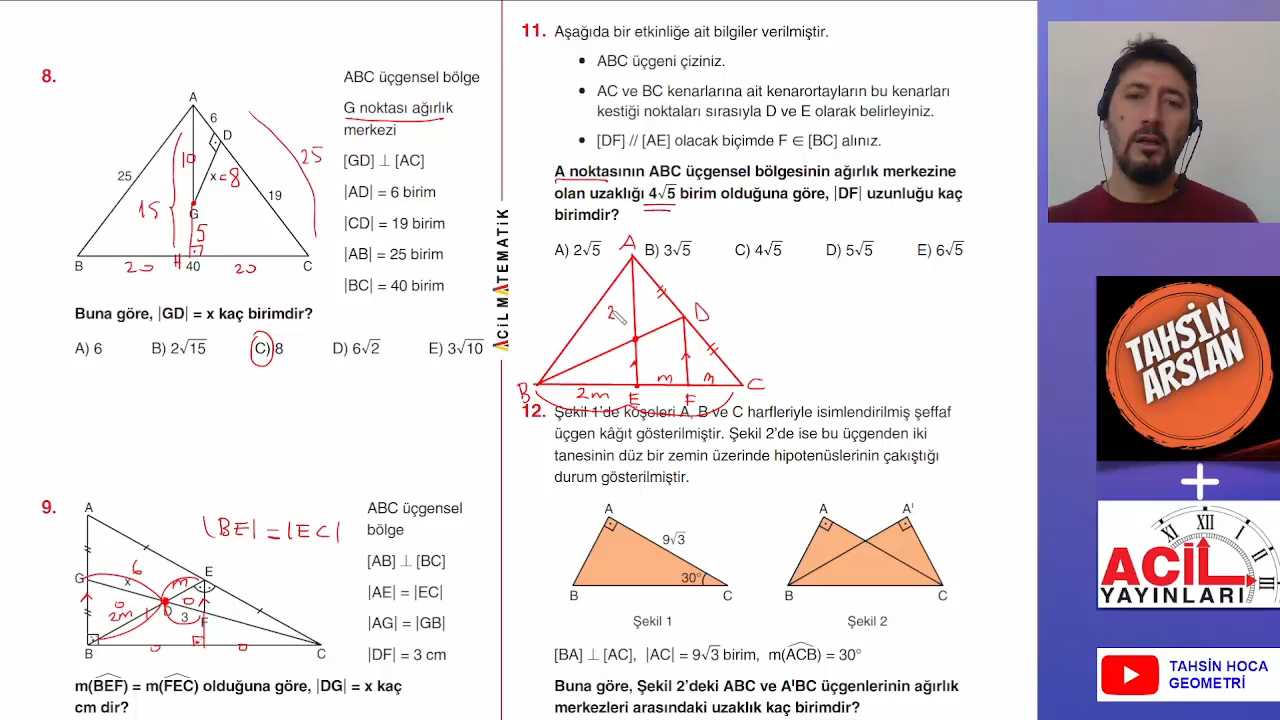 8.
A
6
D
10
x
=8
25
25
15
19
G
5
B
20
H
40
20
C
ABC üçgensel bölge
G noktası ağırlık
merkezi
[GD] ⊥ [AC]
|AD| = 6 birim
|CD| = 19 birim
|AB| = 25 birim
|BC| = 40 birim
Buna göre, |GD| = x kaç birimdir?
A) 6 B) 2√15 C) 8 D) 6√2 E) 3√10
9.
A
|BE| = |EC|
6
E
G
x
m
D
2m
3
F
B
C
ABC üçgensel
bölge
[AB] ⊥ [BC]
|AE| = |EC|
|AG| = |GB|
|DF| = 3 cm
m(BEF) = m(FEC) olduğuna göre, |DG| = x kaç
cm dir?
ACİL MATEMATİK
11. Aşağıda bir etkinliğe ait bilgiler verilmiştir.
• ABC üçgeni çiziniz.
• AC ve BC kenarlarına ait kenarortayların bu kenarları
kestiği noktaları sırasıyla D ve E olarak belirleyiniz.
• [DF] // [AE] olacak biçimde F ∈ [BC] alınız.
A noktasının ABC üçgensel bölgesinin ağırlık merkezine
olan uzaklığı 4√5 birim olduğuna göre, |DF| uzunluğu kaç
birimdir?
A) 2√5 B) 3√5 C) 4√5 D) 5√5 E) 6√5
A
2
D
B
2m
E
m
F
m
C
12. Şekil 1'de köşeleri A, B ve C harfleriyle isimlendirilmiş şeffaf
üçgen kâğıt gösterilmiştir. Şekil 2'de ise bu üçgenden iki
tanesinin düz bir zemin üzerinde hipotenüslerinin çakıştığı
durum gösterilmiştir.
A
9√3
30°
B
C
Şekil 1
A
A'
B
C
Şekil 2
[BA] ⊥ [AC], |AC| = 9√3 birim, m(ACB) = 30°
Buna göre, Şekil 2'deki ABC ve A'BC üçgenlerinin ağırlık
merkezleri arasındaki uzaklık kaç birimdir?
TAHSİN
ARSLAN
+
XI
XII
I
II
III
ACİL
YAYINLARI
TAHSIN HOCA
GEOMETRİ